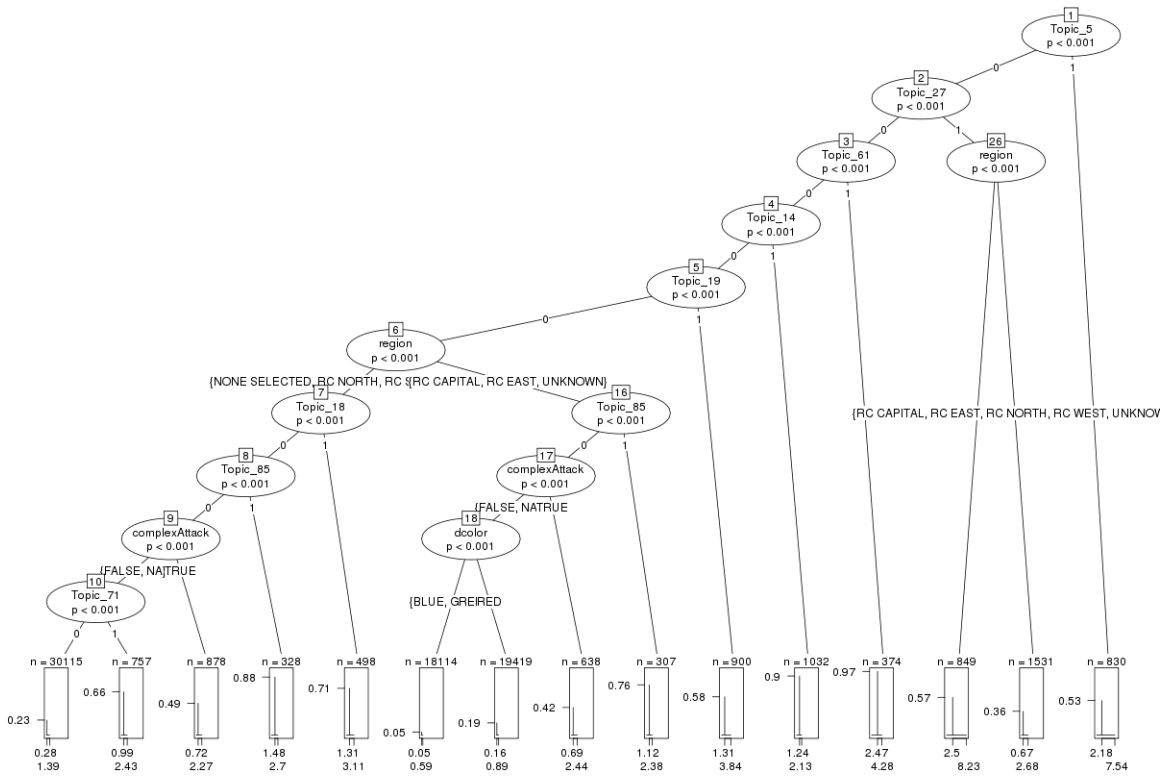 1
Topic_5
p < 0.001
0
1
2
Topic_27
p < 0.001
0
1
3
Topic_61
p < 0.001
26
region
p < 0.001
0
1
4
Topic_14
p < 0.001
0
1
5
Topic_19
p < 0.001
0
1
6
region
p < 0.001
{NONE SELECTED, RC NORTH, RC S
{RC CAPITAL, RC EAST, UNKNOWN}
7
Topic_18
p < 0.001
16
Topic_85
p < 0.001
{RC CAPITAL, RC EAST, RC NORTH, RC WEST, UNKNOW
0
1
0
1
8
Topic_85
p < 0.001
17
complexAttack
p < 0.001
0
1
{FALSE, NA
TRUE
9
complexAttack
p < 0.001
18
dcolor
p < 0.001
{FALSE, NA}
TRUE
10
Topic_71
p < 0.001
{BLUE, GRE
RED
0
1
n = 30115 n = 757 n = 878 n = 328 n = 498 n = 18114 n = 19419 n = 638 n = 307 n = 900 n = 1032 n = 374 n = 849 n = 1531 n = 830
0.23 0.66 0.49 0.88 0.71 0.05 0.19 0.42 0.76 0.58 0.9 0.97 0.57 0.36 0.53
0.28 0.99 0.72 1.48 1.31 0.05 0.16 0.69 1.12 1.31 1.24 2.47 2.5 0.67 2.18
1.39 2.43 2.27 2.7 3.11 0.59 0.89 2.44 2.38 3.84 2.13 4.28 8.23 2.68 7.54